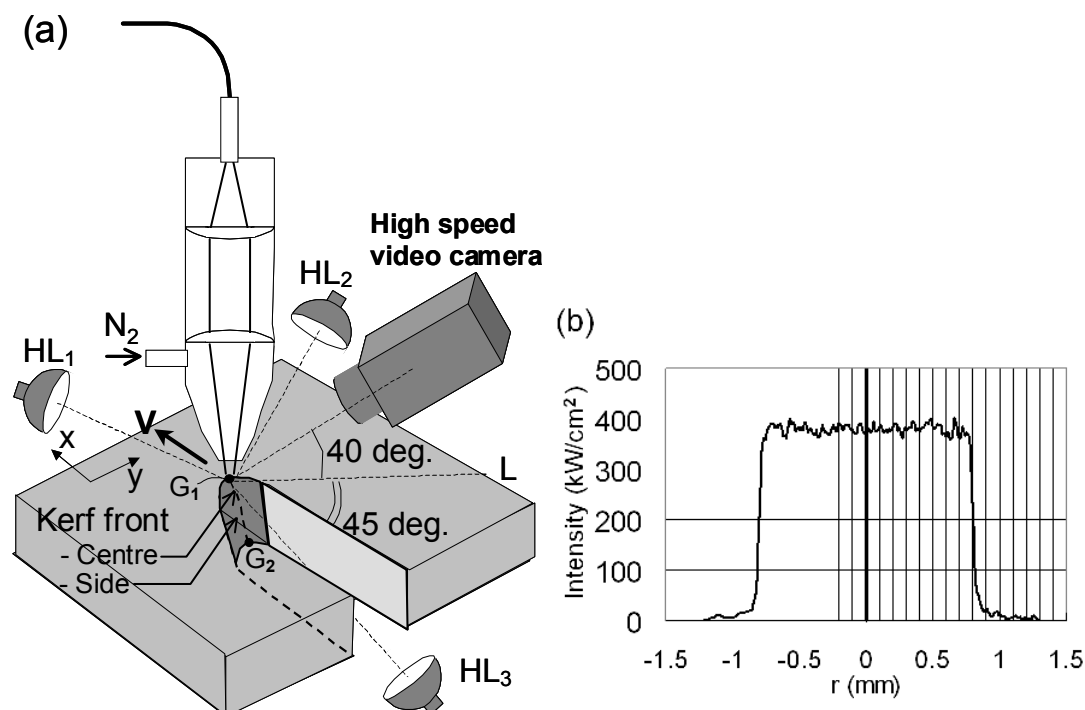 (a)
High speed
video camera
HL₂
N₂
HL₁
V
x
y
G₁
40 deg.
L
Kerf front
- Centre
- Side
45 deg.
G₂
HL₃
(b)
Intensity (kW/cm²)
500
400
300
200
100
0
-1.5
-1
-0.5
0
0.5
1
1.5
r (mm)